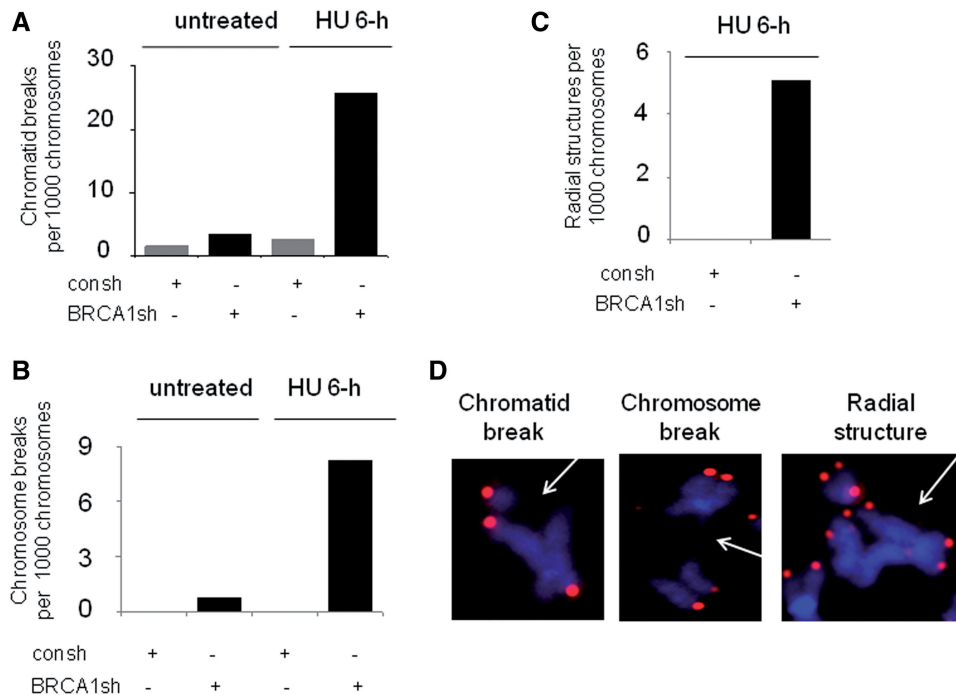 A
untreated HU 6-h
Chromatid breaks
per 1000 chromosomes
30
20
10
0
consh + - + -
BRCA1sh - + - +
B
untreated HU 6-h
Chromosome breaks
per 1000 chromosomes
9
6
3
0
consh + - + -
BRCA1sh - + - +
C
HU 6-h
Radial structures per
1000 chromosomes
6
4
2
0
consh + -
BRCA1sh - +
D
Chromatid
break
Chromosome
break
Radial
structure